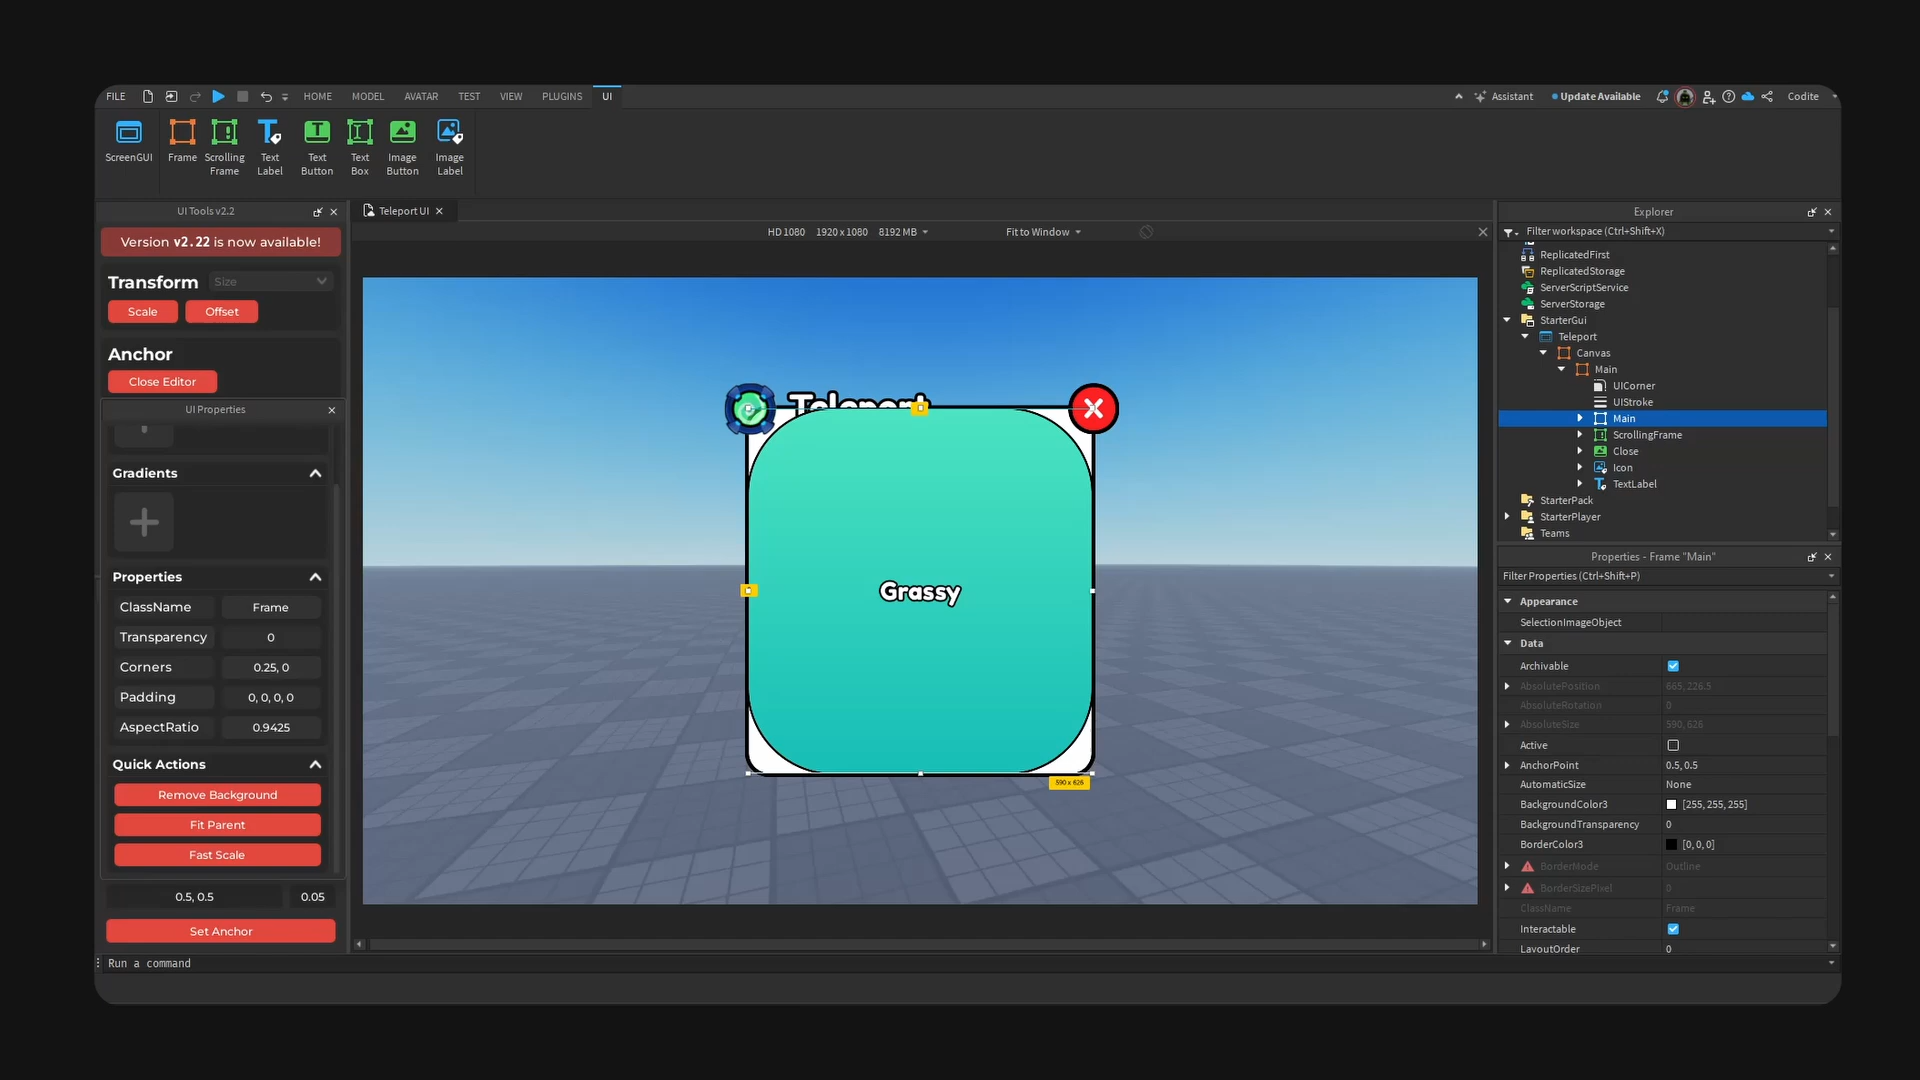 FILE
HOME
MODEL
AVATAR
TEST
VIEW
PLUGINS
UI
Assistant
Update Available
Codite
ScreenGUI
Frame
Scrolling
Frame
Text
Label
Text
Button
Text
Box
Image
Button
Image
Label
UI Tools v2.2
Version v2.22 is now available!
Transform
Size
Scale
Offset
Anchor
Close Editor
UI Properties
Gradients
Properties
ClassName Frame
Transparency 0
Corners 0.25, 0
Padding 0, 0, 0, 0
AspectRatio 0.9425
Quick Actions
Remove Background
Fit Parent
Fast Scale
0.5, 0.5 0.05
Set Anchor
Run a command
Teleport UI
HD 1080 1920 x 1080 8192 MB
Fit to Window
Teleport
Grassy
590 x 626
Explorer
Filter workspace (Ctrl+Shift+X)
ReplicatedFirst
ReplicatedStorage
ServerScriptService
ServerStorage
StarterGui
Teleport
Canvas
Main
UICorner
UIStroke
Main
ScrollingFrame
Close
Icon
TextLabel
StarterPack
StarterPlayer
Teams
Properties - Frame "Main"
Filter Properties (Ctrl+Shift+P)
Appearance
SelectionImageObject
Data
Archivable
AbsolutePosition 665, 226.5
AbsoluteRotation 0
AbsoluteSize 590, 626
Active
AnchorPoint 0.5, 0.5
AutomaticSize None
BackgroundColor3 [255, 255, 255]
BackgroundTransparency 0
BorderColor3 [0, 0, 0]
BorderMode Outline
BorderSizePixel 0
ClassName Frame
Interactable
LayoutOrder 0